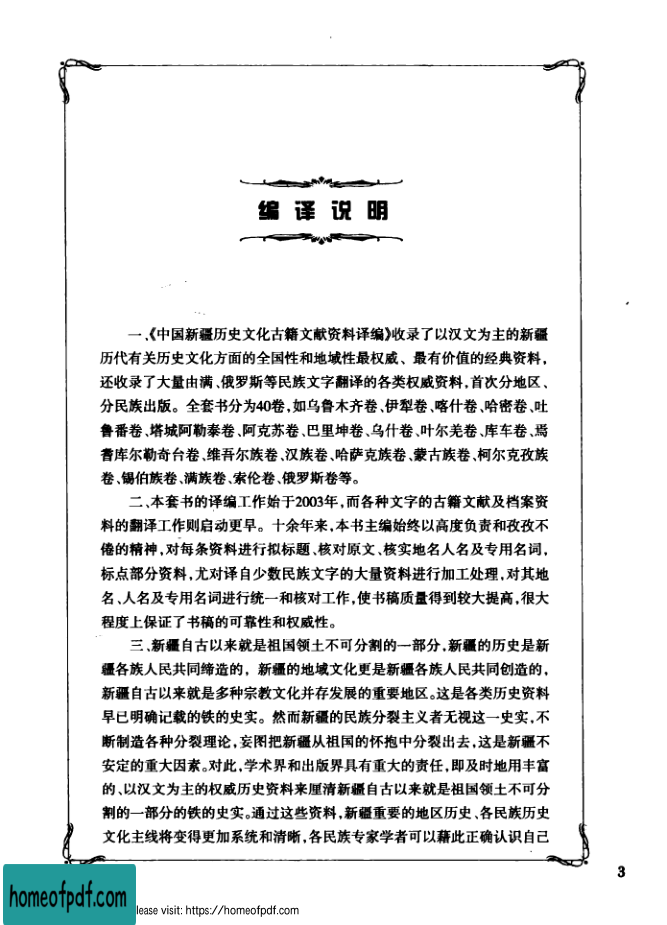 编译说明
一、《中国新疆历史文化古籍文献资料译编》收录了以汉文为主的新疆
历代有关历史文化方面的全国性和地域性最权威、最有价值的经典资料，
还收录了大量由满、俄罗斯等民族文字翻译的各类权威资料，首次分地区、
分民族出版。全套书分为40卷，如乌鲁木齐卷、伊犁卷、喀什卷、哈密卷、吐
鲁番卷、塔城阿勒泰卷、阿克苏卷、巴里坤卷、乌什卷、叶尔羌卷、库车卷、焉
耆库尔勒奇台卷、维吾尔族卷、汉族卷、哈萨克族卷、蒙古族卷、柯尔克孜族
卷、锡伯族卷、满族卷、索伦卷、俄罗斯卷等。
二、本套书的译编工作始于2003年，而各种文字的古籍文献及档案资
料的翻译工作则启动更早。十余年来，本书主编始终以高度负责和孜孜不
倦的精神，对每条资料进行拟标题、核对原文、核实地名人名及专用名词，
标点部分资料，尤对译自少数民族文字的大量资料进行加工处理，对其地
名、人名及专用名词进行统一和核对工作，使书稿质量得到较大提高，很大
程度上保证了书稿的可靠性和权威性。
三、新疆自古以来就是祖国领土不可分割的一部分，新疆的历史是新
疆各族人民共同缔造的，新疆的地域文化更是新疆各族人民共同创造的，
新疆自古以来就是多种宗教文化并存发展的重要地区。这是各类历史资料
早已明确记载的铁的史实。然而新疆的民族分裂主义者无视这一史实，不
断制造各种分裂理论，妄图把新疆从祖国的怀抱中分裂出去，这是新疆不
安定的重大因素。对此，学术界和出版界具有重大的责任，即及时地用丰富
的、以汉文为主的权威历史资料来厘清新疆自古以来就是祖国领土不可分
割的一部分的铁的史实。通过这些资料，新疆重要的地区历史、各民族历史
文化主线将变得更加系统和清晰，各民族专家学者可以藉此正确认识自己
3
homeofpdf.com
lease visit: https://homeofpdf.com